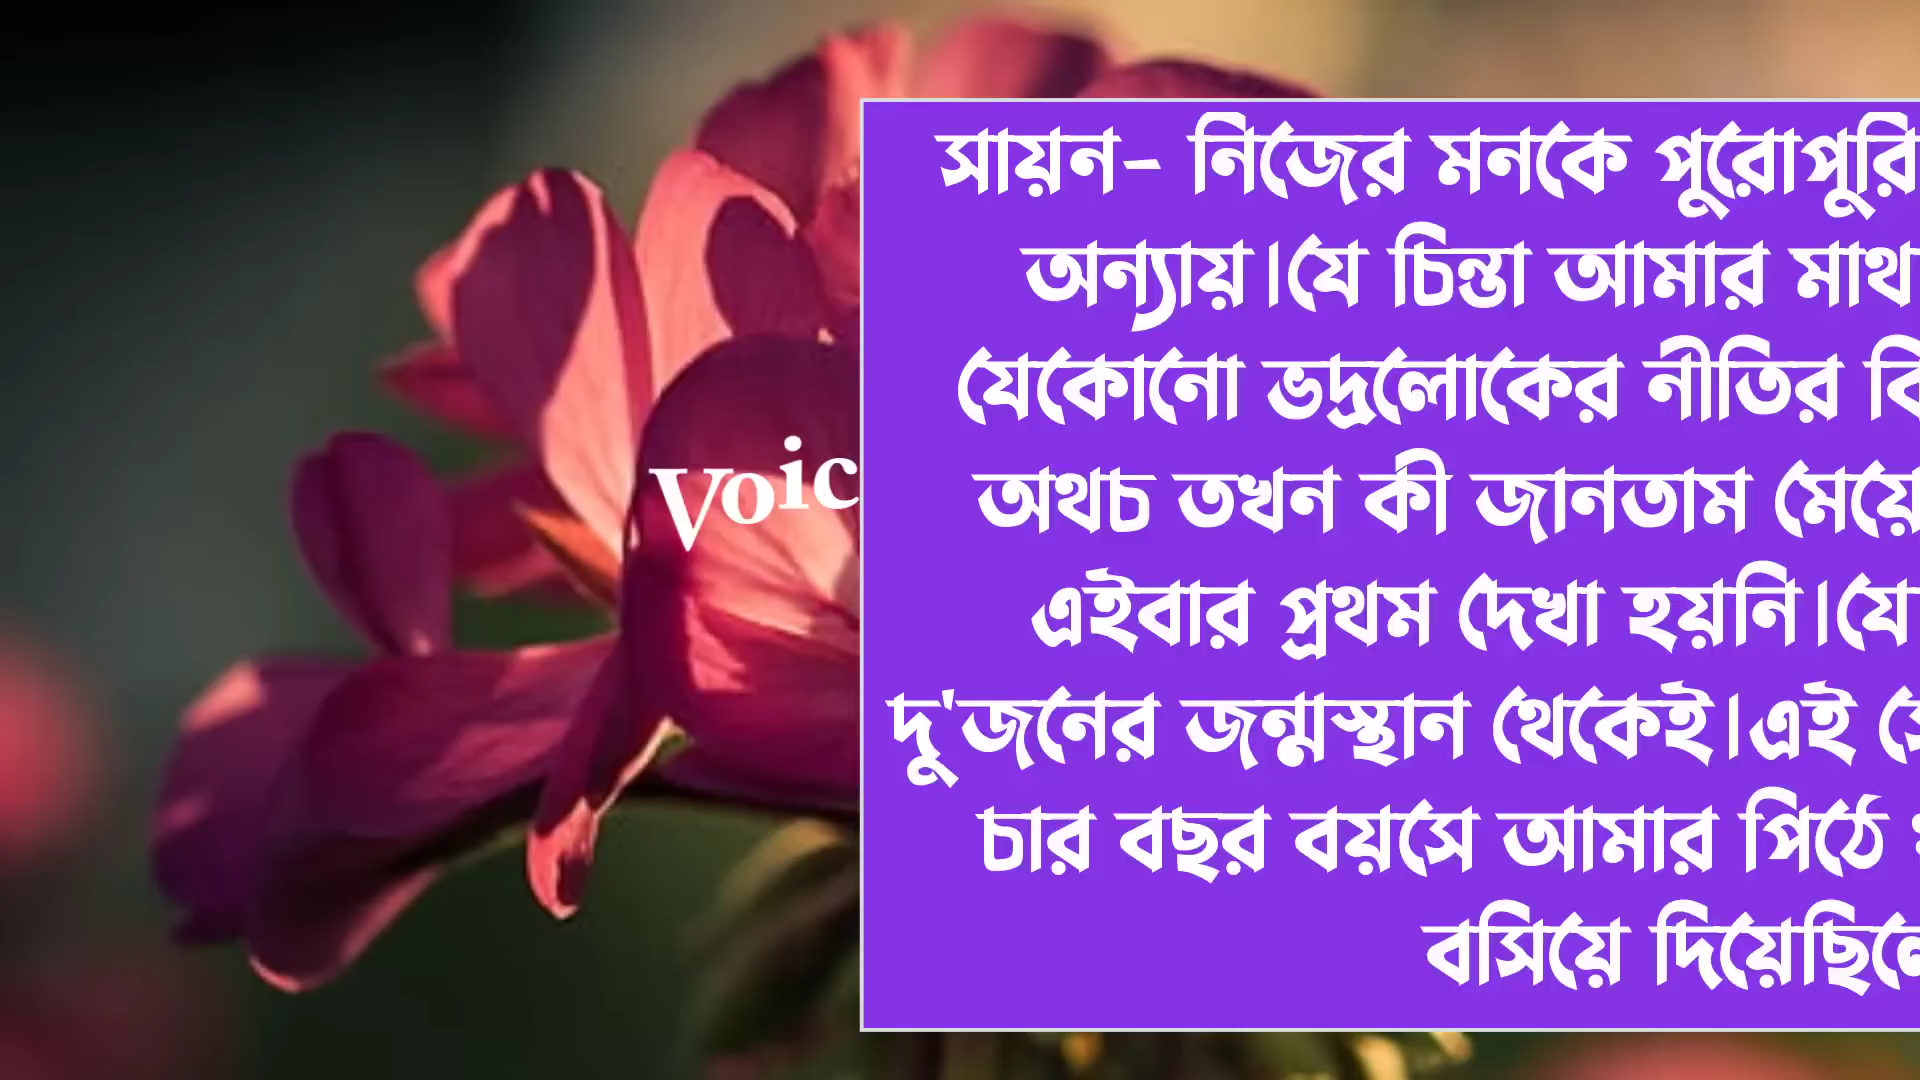 Voic
সায়ন- নিজের মনকে পুরোপুরি
অন্যায়।যে চিন্তা আমার
যেকোনো ভদ্রলোকের নীতির
অথচ তখন কী জানতাম
এইবার প্রথম দেখা হয়নি।
দু'জনের জন্মস্থান থেকেই।এই
চার বছর বয়সে আমার পিঠে
বসিয়ে